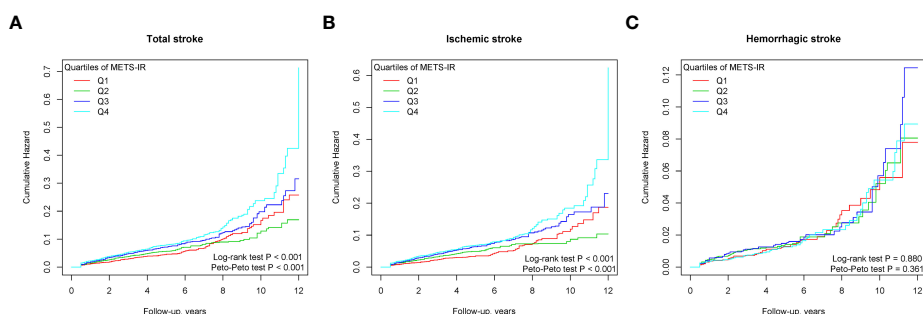 A
Total stroke
Quartiles of METS-IR
Q1
Q2
Q3
Q4
Cumulative Hazard
0.7
0.6
0.5
0.4
0.3
0.2
0.1
0.0
Log-rank test P < 0.001
Peto-Peto test P < 0.001
0 2 4 6 8 10 12
Follow-up, years
B
Ischemic stroke
Quartiles of METS-IR
Q1
Q2
Q3
Q4
Cumulative Hazard
0.6
0.5
0.4
0.3
0.2
0.1
0.0
Log-rank test P < 0.001
Peto-Peto test P < 0.001
0 2 4 6 8 10 12
Follow-up, years
C
Hemorrhagic stroke
Quartiles of METS-IR
Q1
Q2
Q3
Q4
Cumulative Hazard
0.12
0.10
0.08
0.06
0.04
0.02
0.00
Log-rank test P = 0.880
Peto-Peto test P = 0.361
0 2 4 6 8 10 12
Follow-up, years